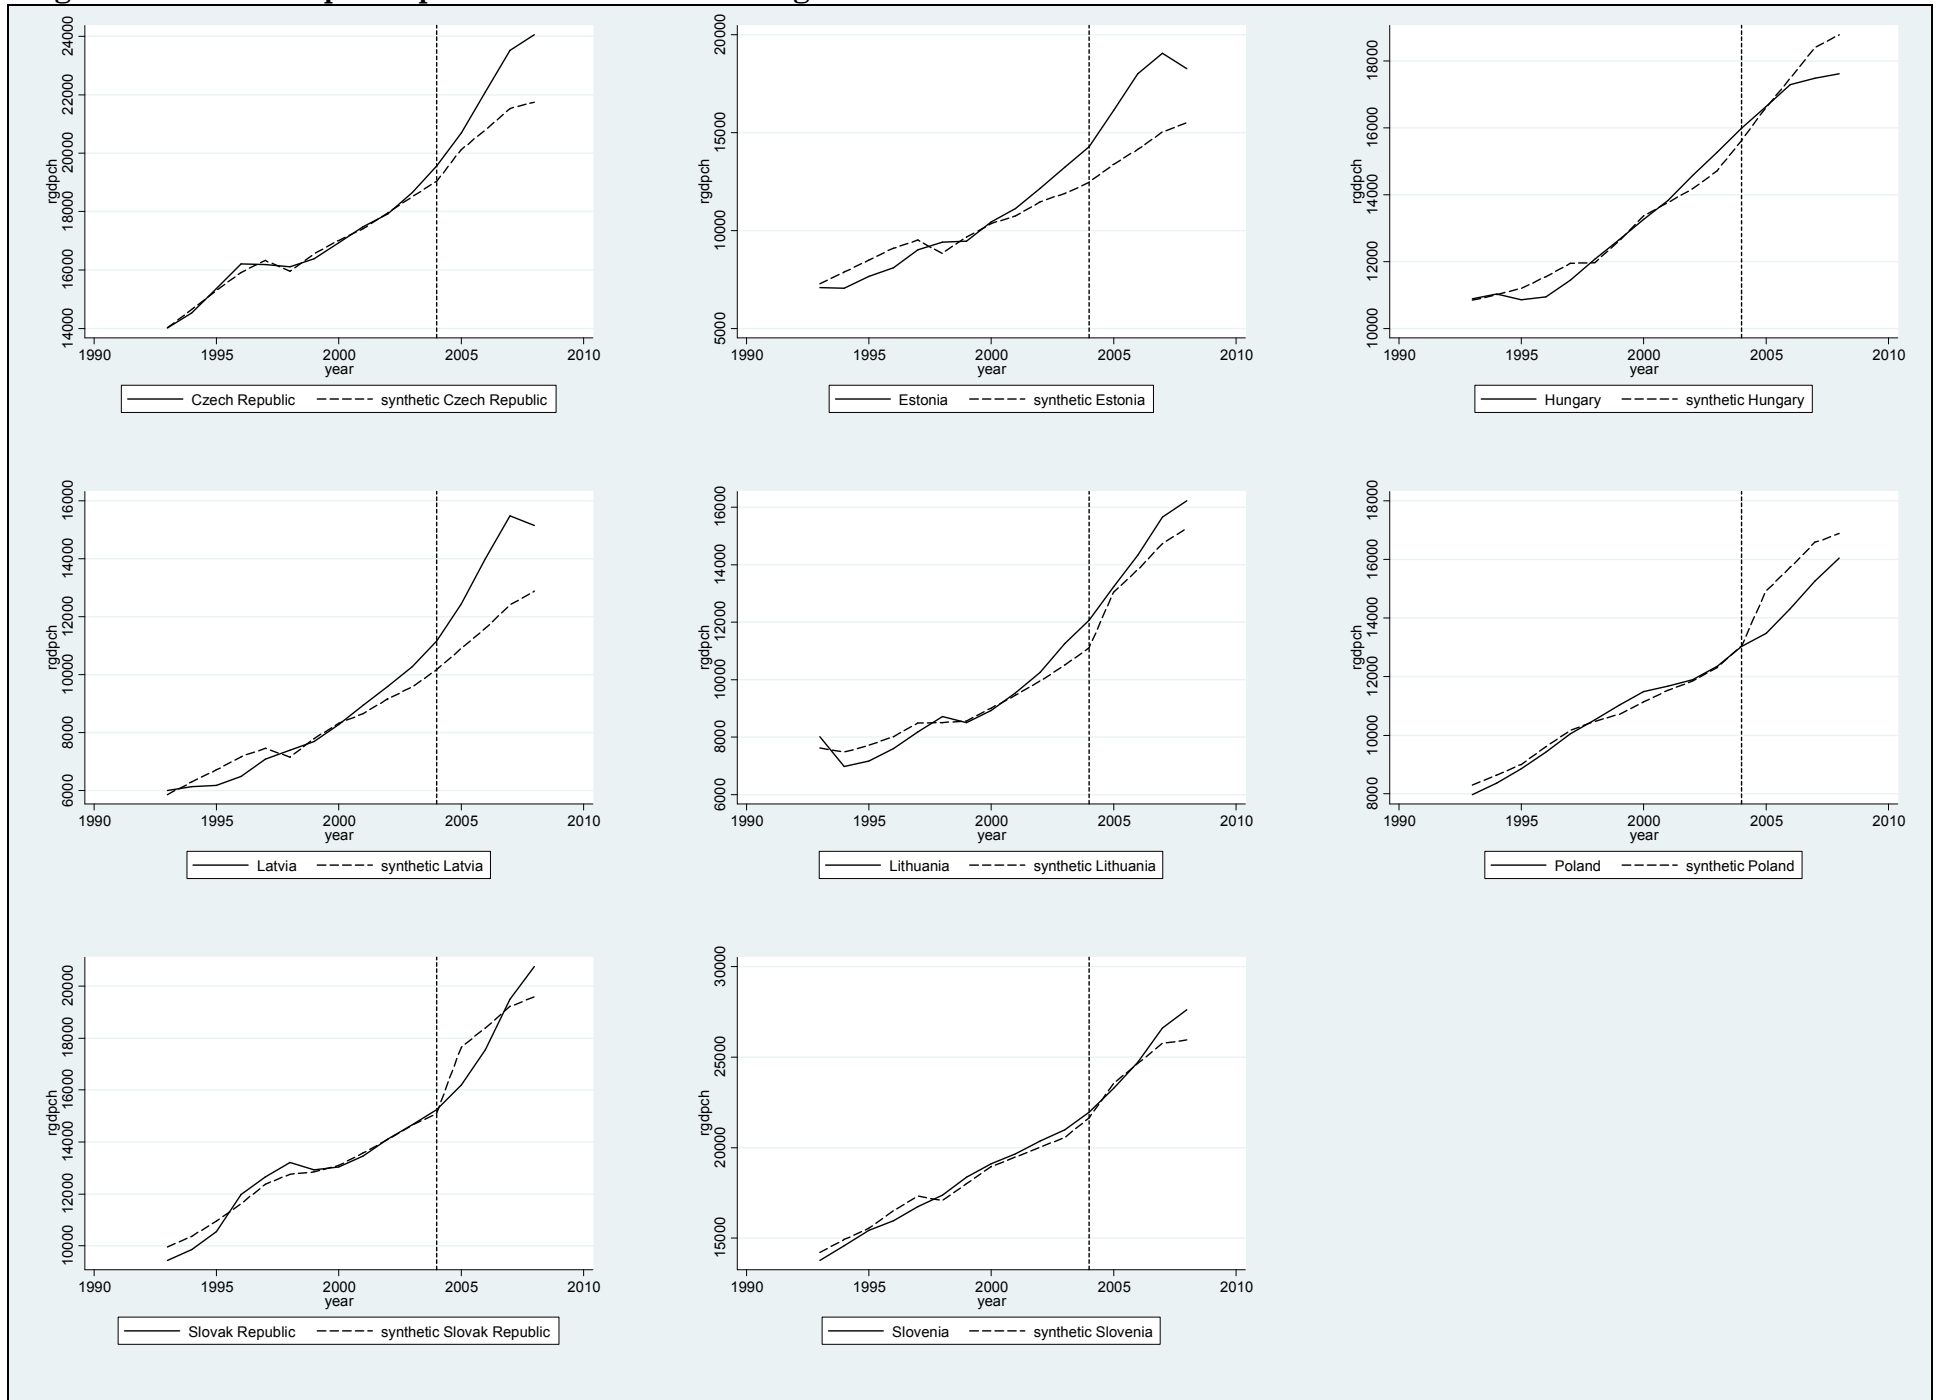 24000
22000
20000
18000
16000
14000
rgdpch
1990 1995 2000 2005 2010
year
Czech Republic synthetic Czech Republic
20000
15000
10000
5000
rgdpch
1990 1995 2000 2005 2010
year
Estonia synthetic Estonia
18000
16000
14000
12000
10000
rgdpch
1990 1995 2000 2005 2010
year
Hungary synthetic Hungary
16000
14000
12000
10000
8000
6000
rgdpch
1990 1995 2000 2005 2010
year
Latvia synthetic Latvia
16000
14000
12000
10000
8000
6000
rgdpch
1990 1995 2000 2005 2010
year
Lithuania synthetic Lithuania
18000
16000
14000
12000
10000
8000
rgdpch
1990 1995 2000 2005 2010
year
Poland synthetic Poland
20000
18000
16000
14000
12000
10000
rgdpch
1990 1995 2000 2005 2010
year
Slovak Republic synthetic Slovak Republic
30000
25000
20000
15000
rgdpch
1990 1995 2000 2005 2010
year
Slovenia synthetic Slovenia